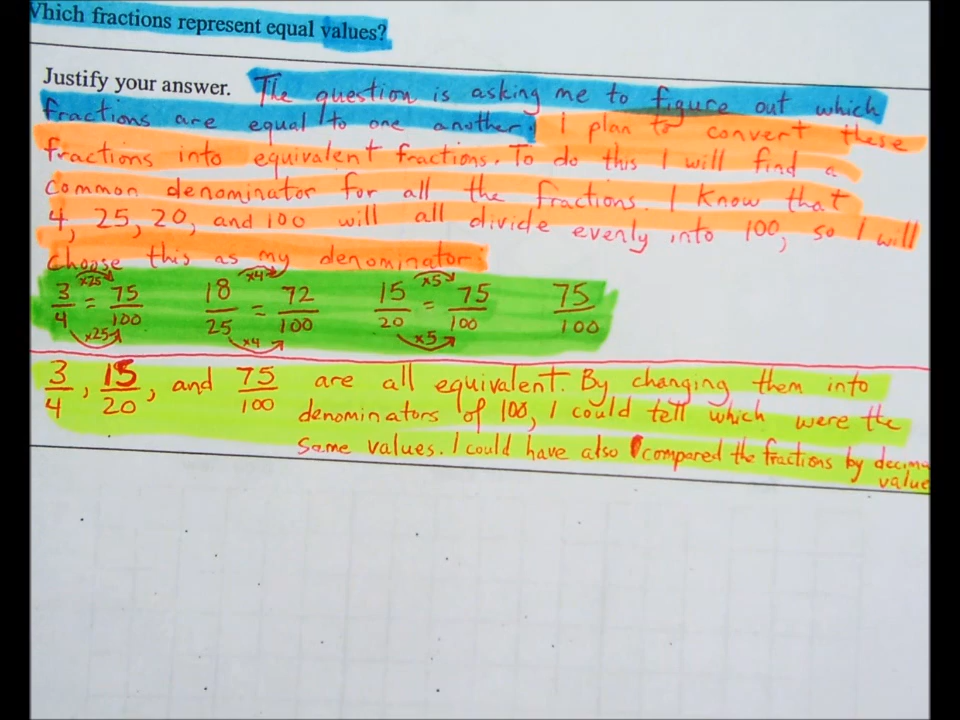 Which fractions represent equal values?
Justify your answer. The question is asking me to figure out which
fractions are equal to one another. I plan to convert these
fractions into equivalent fractions. To do this I will find a
common denominator for all the fractions. I know that
4, 25, 20, and 100 will all divide evenly into 100, so I will
choose this as my denominator:
×25 ×4 ×5
3/4 = 75/100 18/25 = 72/100 15/20 = 75/100 75/100
×25 ×4 ×5
3/4, 15/20, and 75/100 are all equivalent. By changing them into
denominators of 100, I could tell which were the
same values. I could have also compared the fractions by decima
value